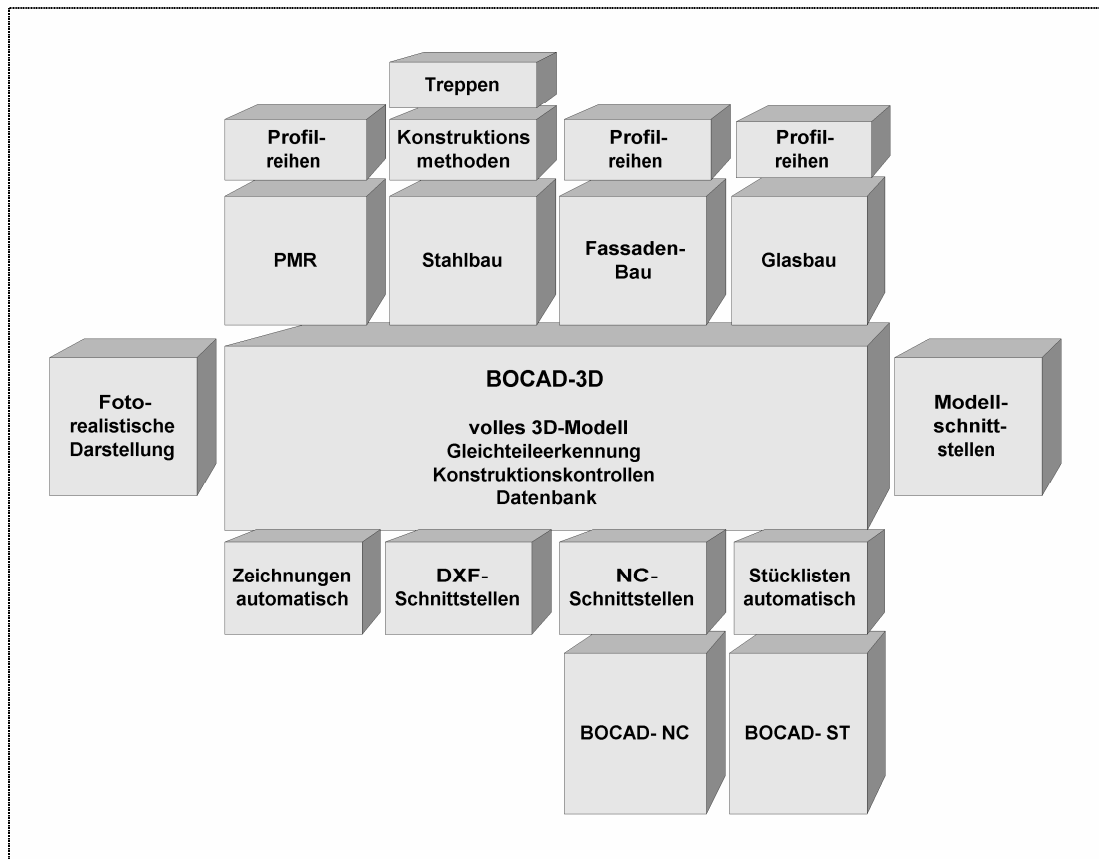 Treppen
Profil-
reihen
Konstruktions
methoden
Profil-
reihen
Profil-
reihen
PMR
Stahlbau
Fassaden-
Bau
Glasbau
Foto-
realistische
Darstellung
BOCAD-3D
volles 3D-Modell
Gleichteileerkennung
Konstruktionskontrollen
Datenbank
Modell-
schnitt-
stellen
Zeichnungen
automatisch
DXF-
Schnittstellen
NC-
Schnittstellen
Stücklisten
automatisch
BOCAD- NC
BOCAD- ST